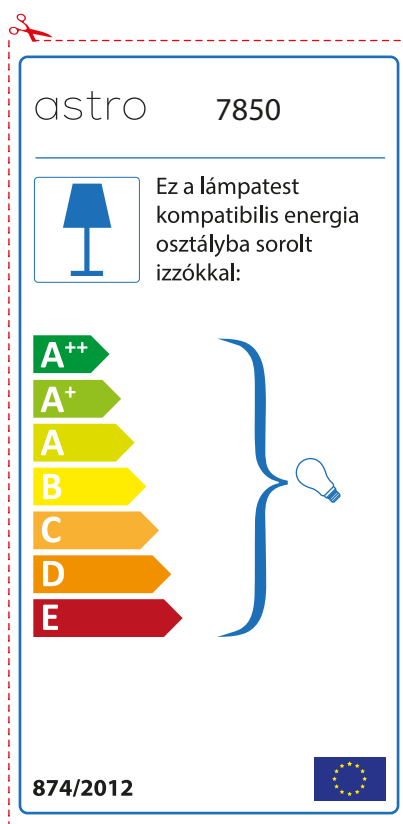 astro 7850
Ez a lámpatest
kompatibilis energia
osztályba sorolt
izzókkal:
A++
A+
A
B
C
D
E
874/2012